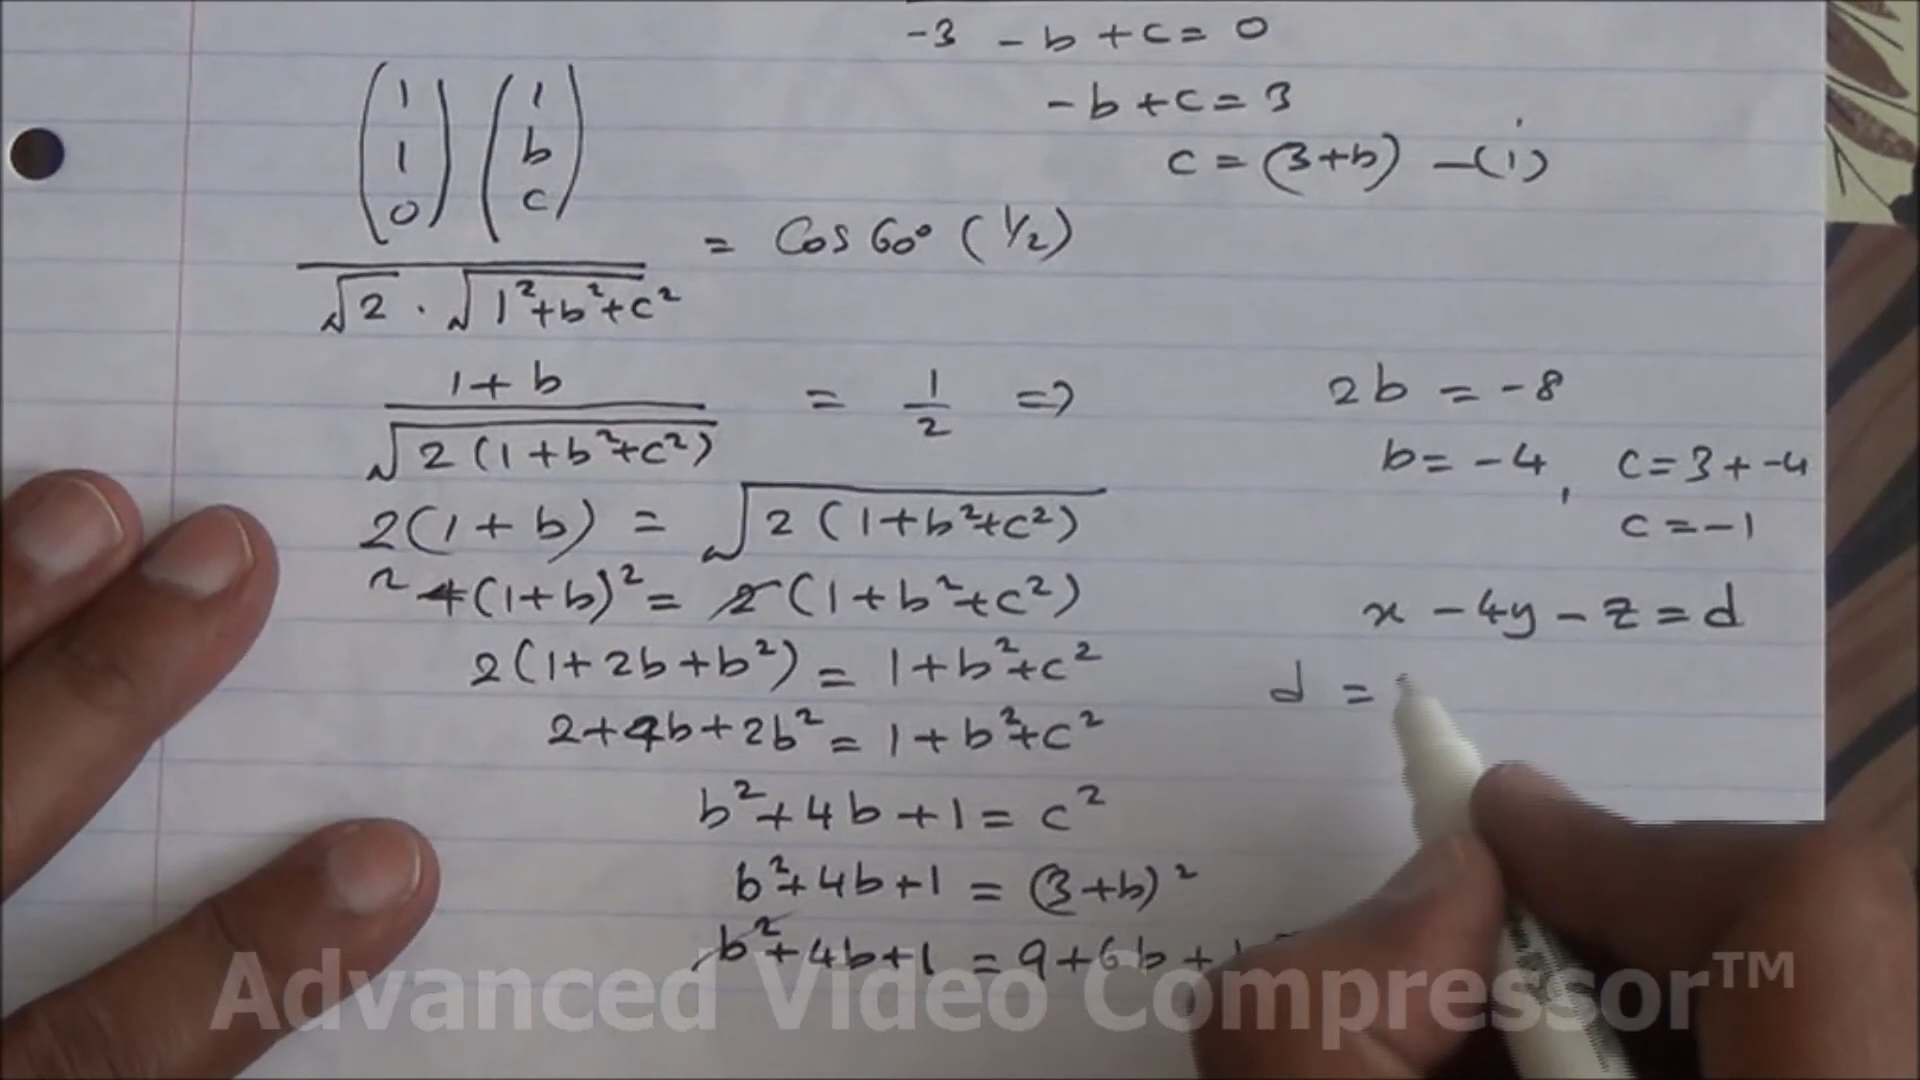 -3 - b + c = 0
- b + c = 3
c = (3+b) —(i)
(1 1 0) (1 b c)
= Cos 60° (1/2)
√2 . √1²+b²+c²
1 + b
= 1/2 =>
√2(1+b²+c²)
2(1+b) = √2(1+b²+c²)
2 4(1+b)² = 2(1+b²+c²)
2(1+2b+b²) = 1+b²+c²
2+4b+2b² = 1+b²+c²
b²+4b+1 = c²
b²+4b+1 = (3+b)²
b²+4b+1 = 9+6b+
2b = -8
b = -4, c = 3+-4
c = -1
x - 4y - z = d
d =
Advanced Video Compressor™